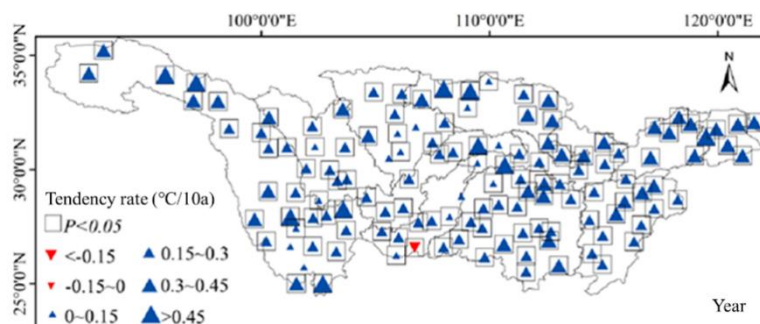 100°0'0"E 110°0'0"E 120°0'0"E
35°0'0"N
30°0'0"N
25°0'0"N
N
Tendency rate (°C/10a)
P<0.05
<-0.15 0.15~0.3
-0.15~0 0.3~0.45
0~0.15 >0.45
Year